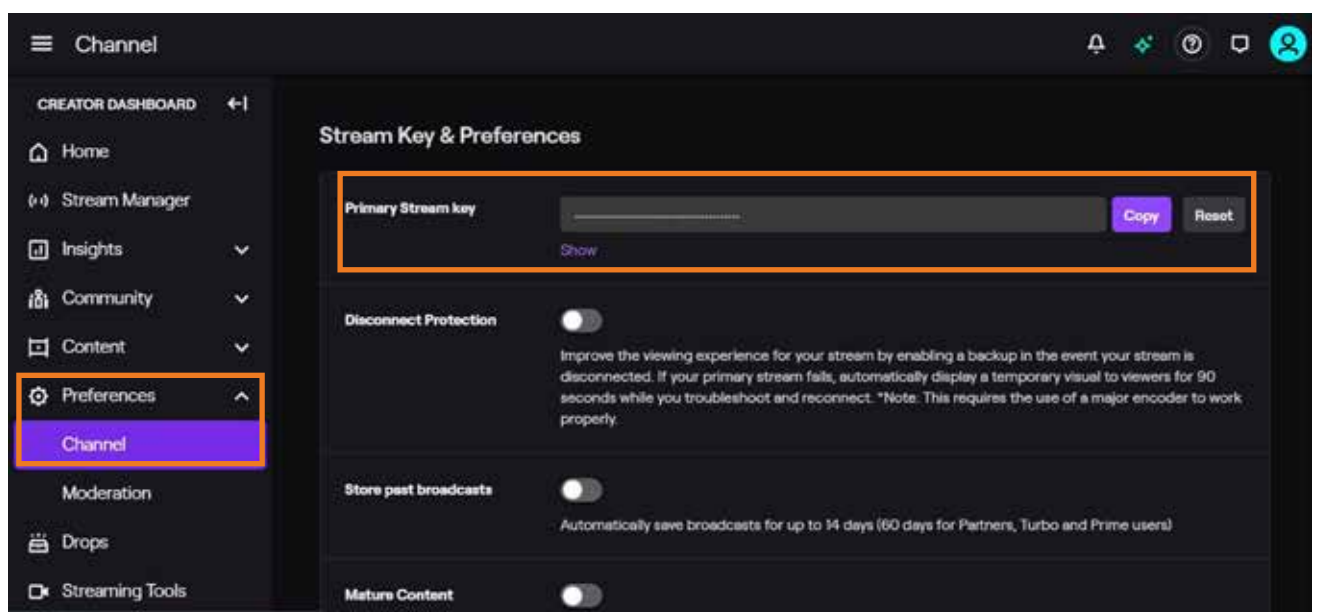 Channel
CREATOR DASHBOARD
Home
Stream Manager
Insights
Community
Content
Preferences
Channel
Moderation
Drops
Streaming Tools
Stream Key & Preferences
Primary Stream key
Copy
Reset
Show
Disconnect Protection
Improve the viewing experience for your stream by enabling a backup in the event your stream is
disconnected. If your primary stream fails, automatically display a temporary visual to viewers for 90
seconds while you troubleshoot and reconnect. *Note: This requires the use of a major encoder to work
properly.
Store past broadcasts
Automatically save broadcasts for up to 14 days (60 days for Partners, Turbo and Prime users)
Mature Content